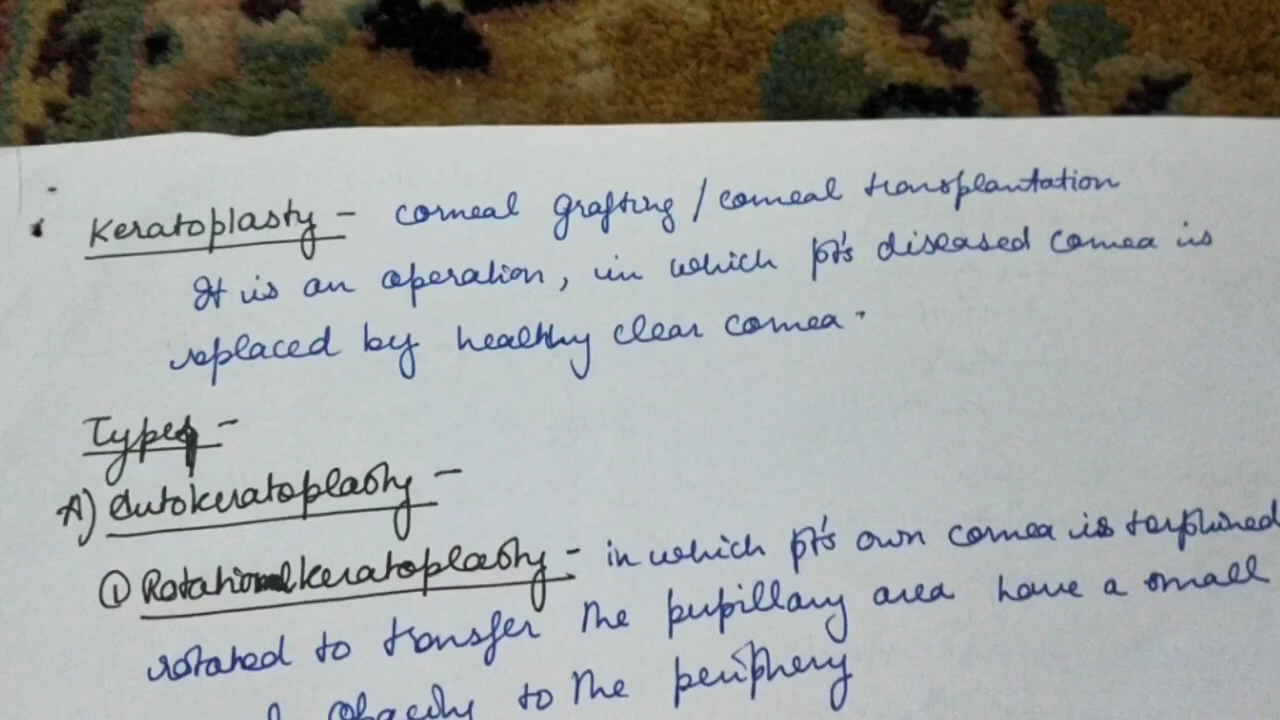 Keratoplasty - corneal grafting / corneal transplantation
It is an operation, in which pt's diseased cornea is
replaced by healthy clear cornea.
Types -
A) Autokeratoplasty -
① Rotational keratoplasty - in which pt's own cornea is
rotated to transfer the pupillary area have a small
opacity to the periphery